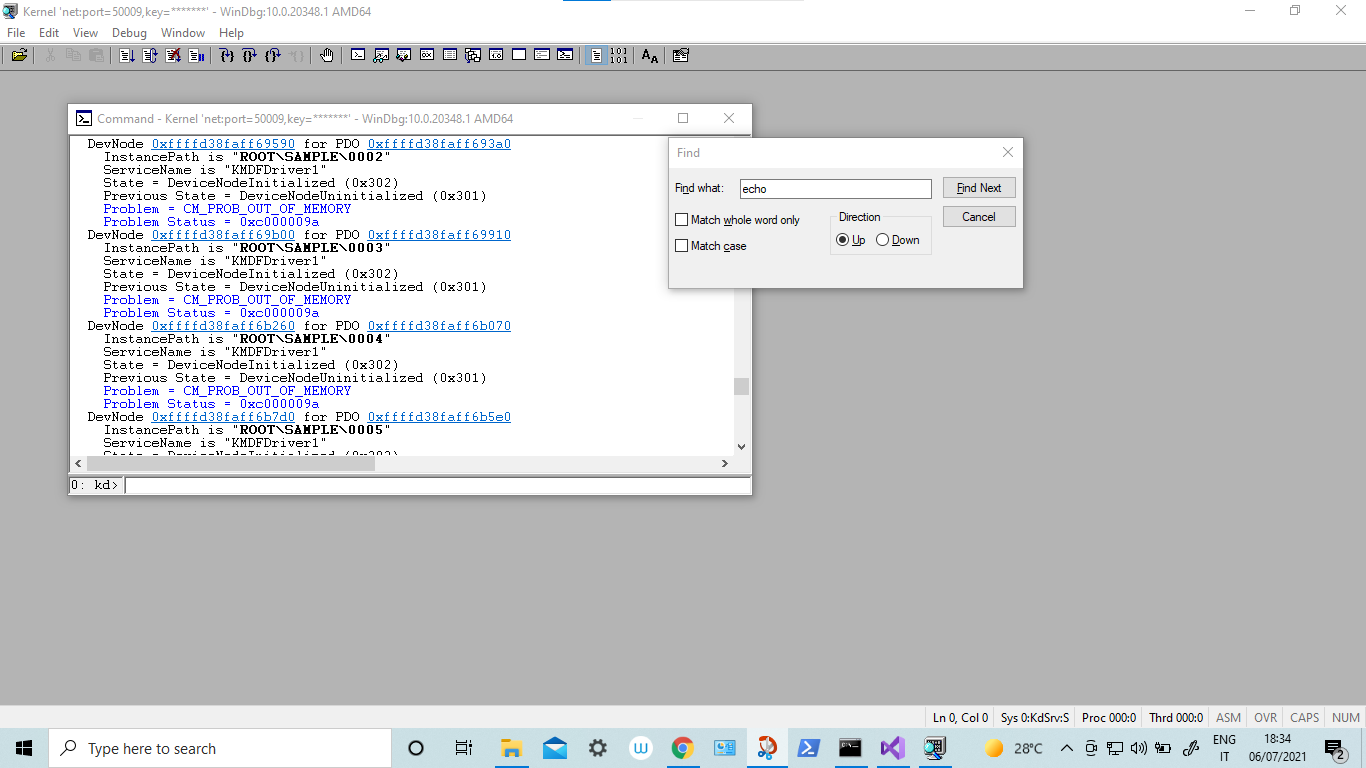 Kernel 'net:port=50009,key=*******' - WinDbg:10.0.20348.1 AMD64
File Edit View Debug Window Help
Command - Kernel 'net:port=50009,key=*******' - WinDbg:10.0.20348.1 AMD64
DevNode 0xffffd38faff69590 for PDO 0xffffd38faff693a0
InstancePath is "ROOT\SAMPLE\0002"
ServiceName is "KMDFDriver1"
State = DeviceNodeInitialized (0x302)
Previous State = DeviceNodeUninitialized (0x301)
Problem = CM_PROB_OUT_OF_MEMORY
Problem Status = 0xc000009a
DevNode 0xffffd38faff69b00 for PDO 0xffffd38faff69910
InstancePath is "ROOT\SAMPLE\0003"
ServiceName is "KMDFDriver1"
State = DeviceNodeInitialized (0x302)
Previous State = DeviceNodeUninitialized (0x301)
Problem = CM_PROB_OUT_OF_MEMORY
Problem Status = 0xc000009a
DevNode 0xffffd38faff6b260 for PDO 0xffffd38faff6b070
InstancePath is "ROOT\SAMPLE\0004"
ServiceName is "KMDFDriver1"
State = DeviceNodeInitialized (0x302)
Previous State = DeviceNodeUninitialized (0x301)
Problem = CM_PROB_OUT_OF_MEMORY
Problem Status = 0xc000009a
DevNode 0xffffd38faff6b7d0 for PDO 0xffffd38faff6b5e0
InstancePath is "ROOT\SAMPLE\0005"
ServiceName is "KMDFDriver1"
State = DeviceNodeInitialized (0x302)
0: kd>
Find
Find what: echo Find Next
Match whole word only Direction Cancel
Match case Up Down
Ln 0, Col 0 Sys 0:KdSrv:S Proc 000:0 Thrd 000:0 ASM OVR CAPS NUM
Type here to search
28°C
ENG
IT
18:34
06/07/2021
2